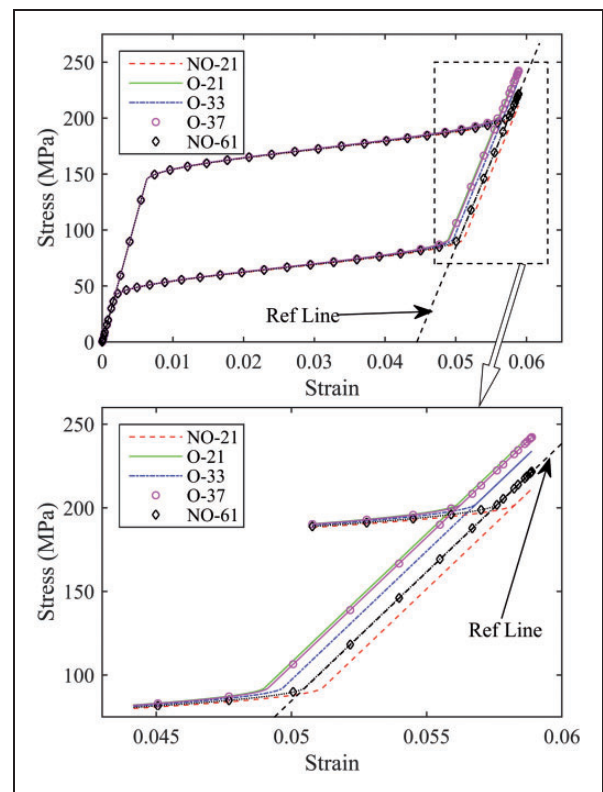 250
200
150
100
50
0
Stress (MPa)
NO-21
O-21
O-33
O-37
NO-61
Ref Line
0 0.01 0.02 0.03 0.04 0.05 0.06
Strain
250
200
150
100
Stress (MPa)
NO-21
O-21
O-33
O-37
NO-61
Ref Line
0.045 0.05 0.055 0.06
Strain